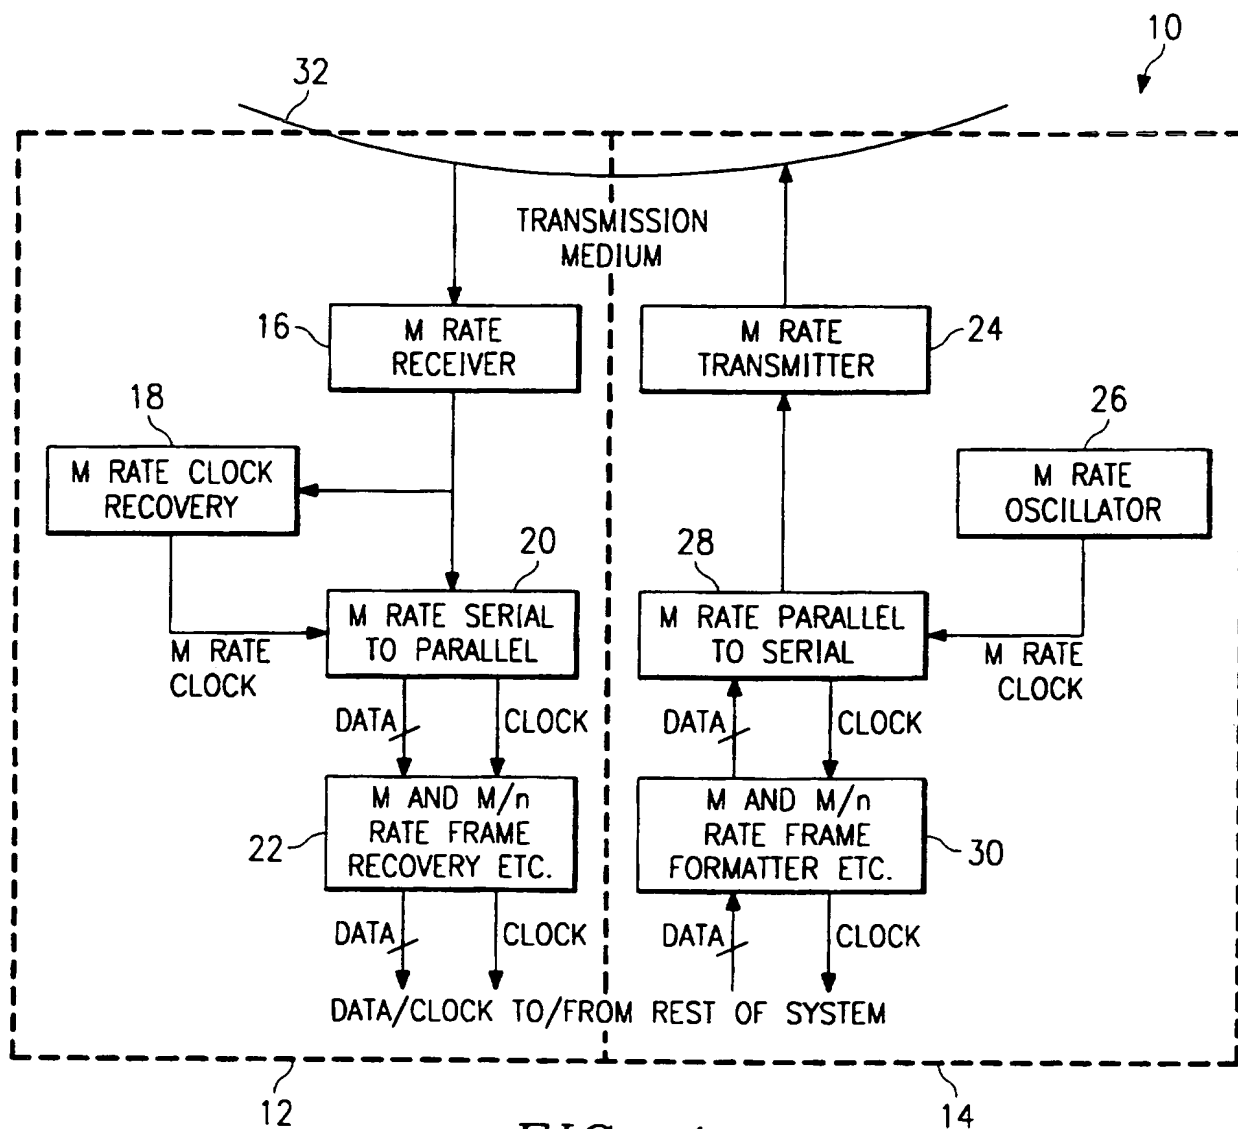 10
32
TRANSMISSION
MEDIUM
16
M RATE
RECEIVER
M RATE
TRANSMITTER
24
18
M RATE CLOCK
RECOVERY
26
M RATE
OSCILLATOR
20
M RATE SERIAL
TO PARALLEL
28
M RATE PARALLEL
TO SERIAL
M RATE
CLOCK
M RATE
CLOCK
DATA
CLOCK
DATA
CLOCK
22
M AND M/n
RATE FRAME
RECOVERY ETC.
M AND M/n
RATE FRAME
FORMATTER ETC.
30
DATA
CLOCK
DATA
CLOCK
DATA/CLOCK TO/FROM REST OF SYSTEM
12
14